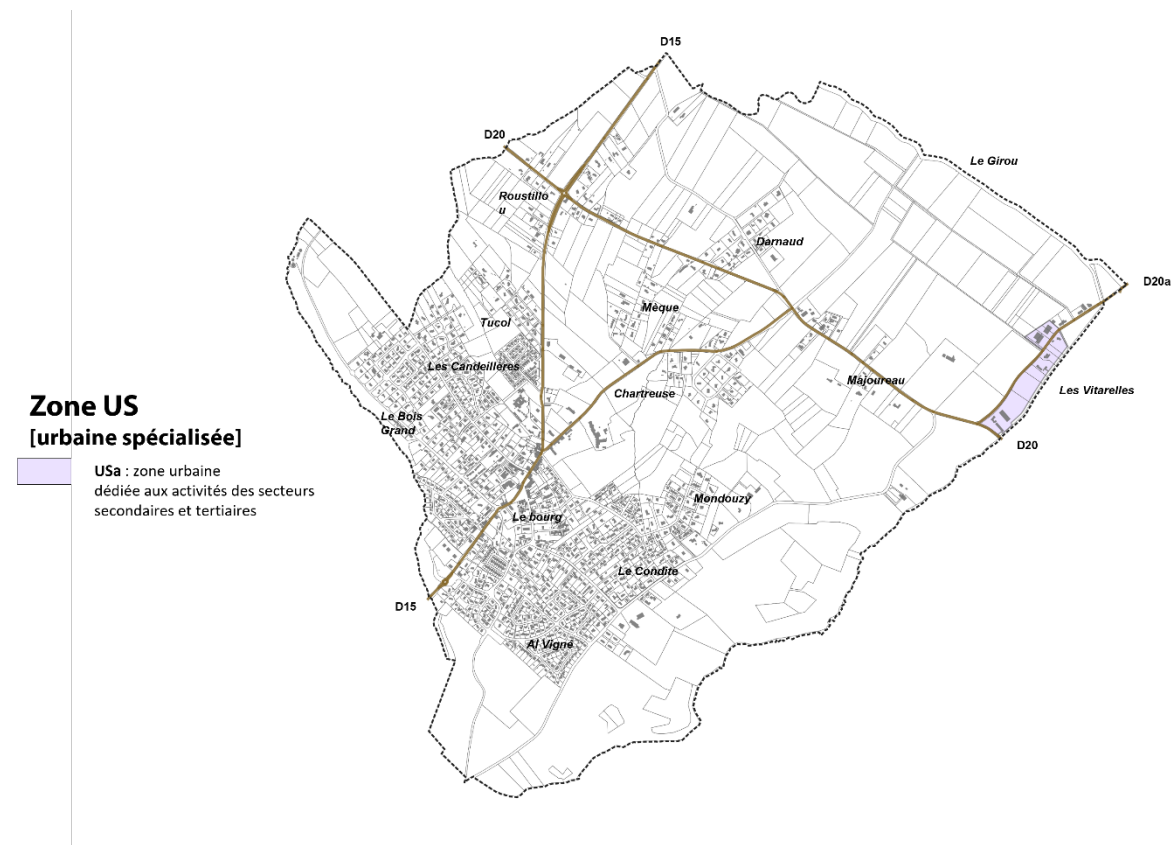 D15
D20
Le Girou
Roustillo
u
Darnaud
D20a
Mèque
Tucol
Les Candeillères
Majoureau
Chartreuse
Les Vitarelles
Zone US
[urbaine spécialisée]
Le Bois
Grand
D20
USa : zone urbaine
dédiée aux activités des secteurs
secondaires et tertiaires
Mondouzy
Le bourg
Le Condite
D15
Al Vigné